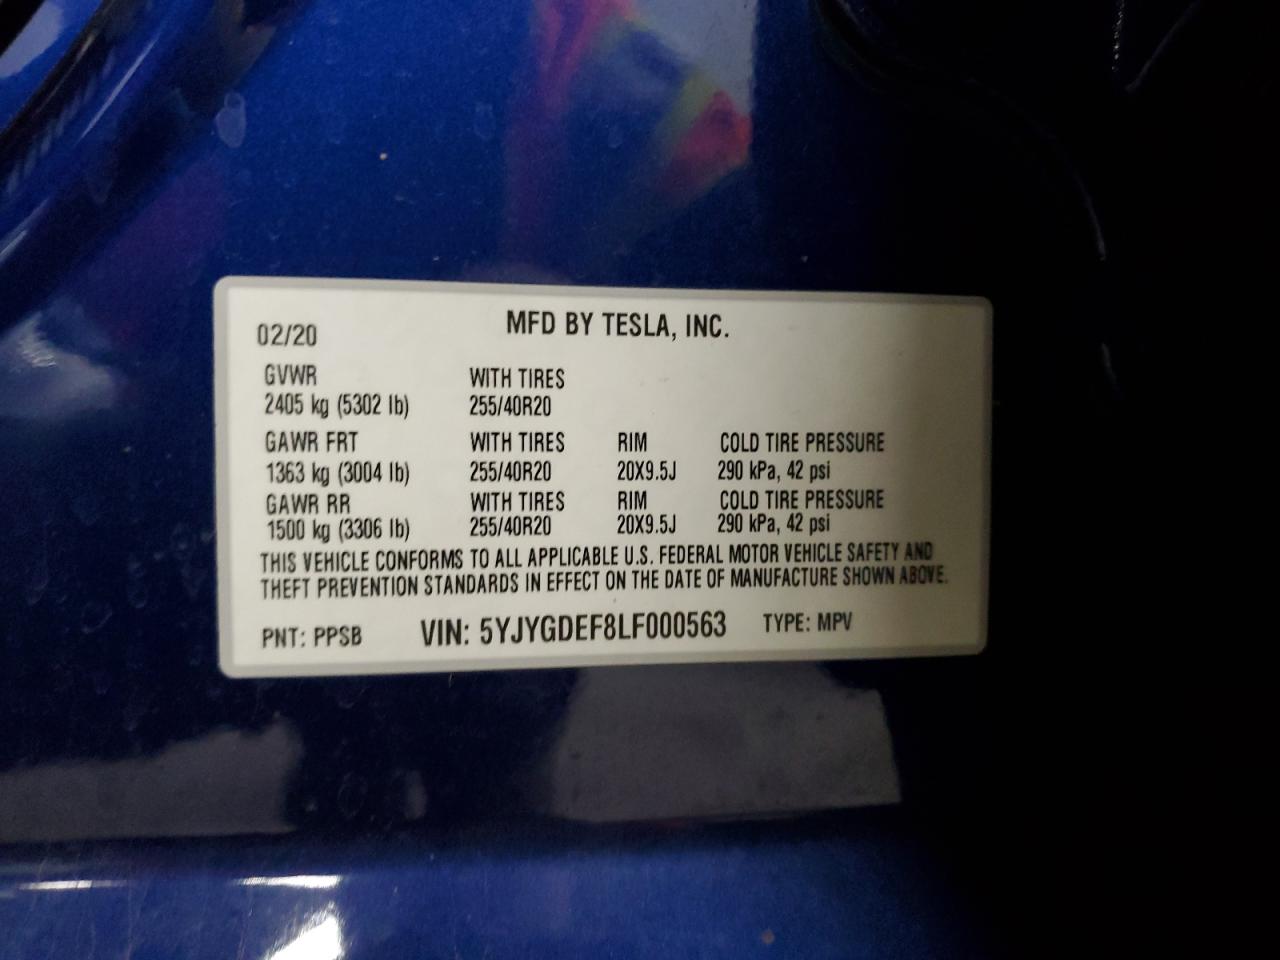 02/20 MFD BY TESLA, INC.
GVWR WITH TIRES
2405 kg (5302 lb) 255/40R20
GAWR FRT WITH TIRES RIM COLD TIRE PRESSURE
1363 kg (3004 lb) 255/40R20 20X9.5J 290 kPa, 42 psi
GAWR RR WITH TIRES RIM COLD TIRE PRESSURE
1500 kg (3306 lb) 255/40R20 20X9.5J 290 kPa, 42 psi
THIS VEHICLE CONFORMS TO ALL APPLICABLE U.S. FEDERAL MOTOR VEHICLE SAFETY AND
THEFT PREVENTION STANDARDS IN EFFECT ON THE DATE OF MANUFACTURE SHOWN ABOVE.
PNT: PPSB VIN: 5YJYGDEF8LF000563 TYPE: MPV